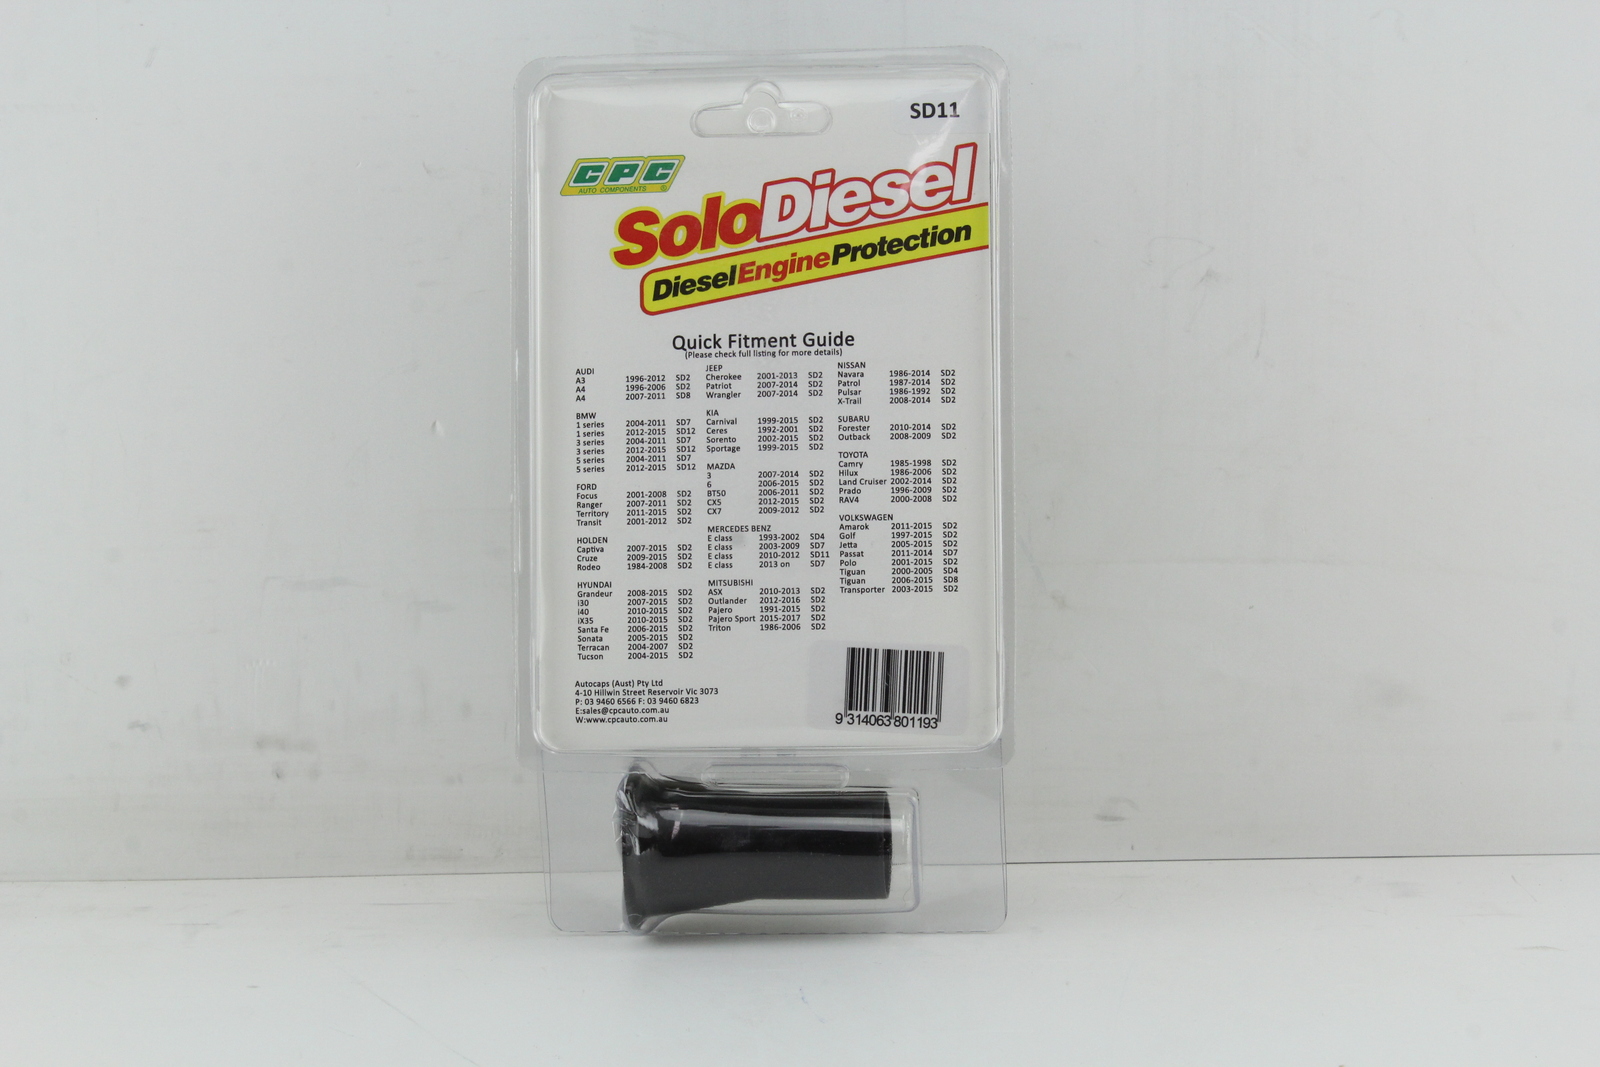 SD11
CPC
AUTO COMPONENTS
SoloDiesel
DieselEngineProtection
Quick Fitment Guide
(Please check full listing for more details)
AUDI
A3 1996-2012 SD2
A4 1996-2006 SD2
A4 2007-2011 SD8
BMW
1 series 2004-2011 SD7
1 series 2012-2015 SD12
3 series 2004-2011 SD7
3 series 2012-2015 SD12
5 series 2004-2011 SD7
5 series 2012-2015 SD12
FORD
Focus 2001-2008 SD2
Ranger 2007-2011 SD2
Territory 2011-2015 SD2
Transit 2001-2012 SD2
HOLDEN
Captiva 2007-2015 SD2
Cruze 2009-2015 SD2
Rodeo 1984-2008 SD2
HYUNDAI
Grandeur 2008-2015 SD2
i30 2007-2015 SD2
i40 2010-2015 SD2
iX35 2010-2015 SD2
Santa Fe 2006-2015 SD2
Sonata 2005-2015 SD2
Terracan 2004-2007 SD2
Tucson 2004-2015 SD2
JEEP
Cherokee 2001-2013 SD2
Patriot 2007-2014 SD2
Wrangler 2007-2014 SD2
KIA
Carnival 1999-2015 SD2
Ceres 1992-2001 SD2
Sorento 2002-2015 SD2
Sportage 1999-2015 SD2
MAZDA
3 2007-2014 SD2
6 2006-2015 SD2
BT50 2006-2011 SD2
CX5 2012-2015 SD2
CX7 2009-2012 SD2
MERCEDES BENZ
E class 1993-2002 SD4
E class 2003-2009 SD7
E class 2010-2012 SD11
E class 2013 on SD7
MITSUBISHI
ASX 2010-2013 SD2
Outlander 2012-2016 SD2
Pajero 1991-2015 SD2
Pajero Sport 2015-2017 SD2
Triton 1986-2006 SD2
NISSAN
Navara 1986-2014 SD2
Patrol 1987-2014 SD2
Pulsar 1986-1992 SD2
X-Trail 2008-2014 SD2
SUBARU
Forester 2010-2014 SD2
Outback 2008-2009 SD2
TOYOTA
Camry 1985-1998 SD2
Hilux 1986-2006 SD2
Land Cruiser 2002-2014 SD2
Prado 1996-2009 SD2
RAV4 2000-2008 SD2
VOLKSWAGEN
Amarok 2011-2015 SD2
Golf 1997-2015 SD2
Jetta 2005-2015 SD2
Passat 2011-2014 SD7
Polo 2001-2015 SD2
Tiguan 2000-2005 SD4
Tiguan 2006-2015 SD8
Transporter 2003-2015 SD2
Autocaps (Aust) Pty Ltd
4-10 Hillwin Street Reservoir Vic 3073
P: 03 9460 6566 F: 03 9460 6823
E:sales@cpcauto.com.au
W:www.cpcauto.com.au
9 314063 801193